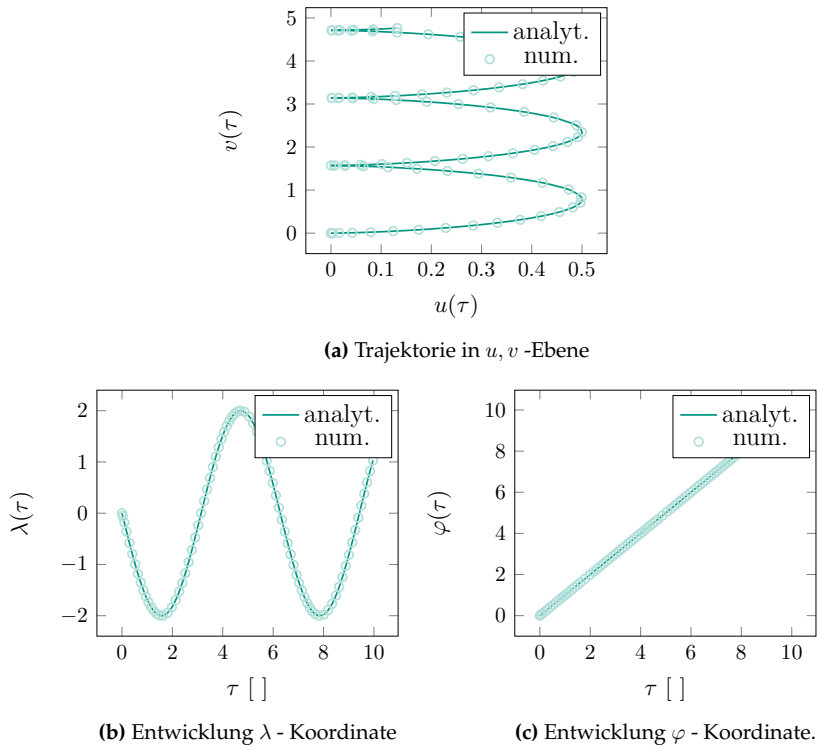 5
4
3
2
1
0
v(τ)
analyt.
num.
0 0.1 0.2 0.3 0.4 0.5
u(τ)
(a) Trajektorie in u, v -Ebene
2
1
0
−1
−2
λ(τ)
analyt.
num.
0 2 4 6 8 10
τ [ ]
(b) Entwicklung λ - Koordinate
10
8
6
4
2
0
φ(τ)
analyt.
num.
0 2 4 6 8 10
τ [ ]
(c) Entwicklung φ - Koordinate.